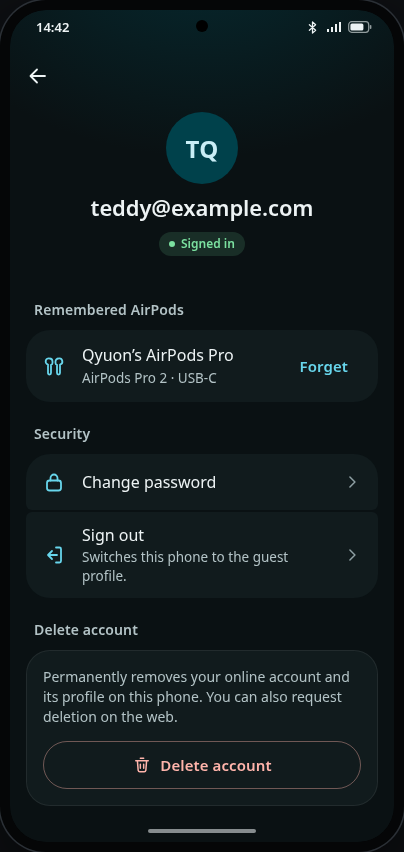 14:42
TQ
teddy@example.com
Signed in
Remembered AirPods
Qyuon’s AirPods Pro
AirPods Pro 2 · USB-C
Forget
Security
Change password
Sign out
Switches this phone to the guest
profile.
Delete account
Permanently removes your online account and
its profile on this phone. You can also request
deletion on the web.
Delete account